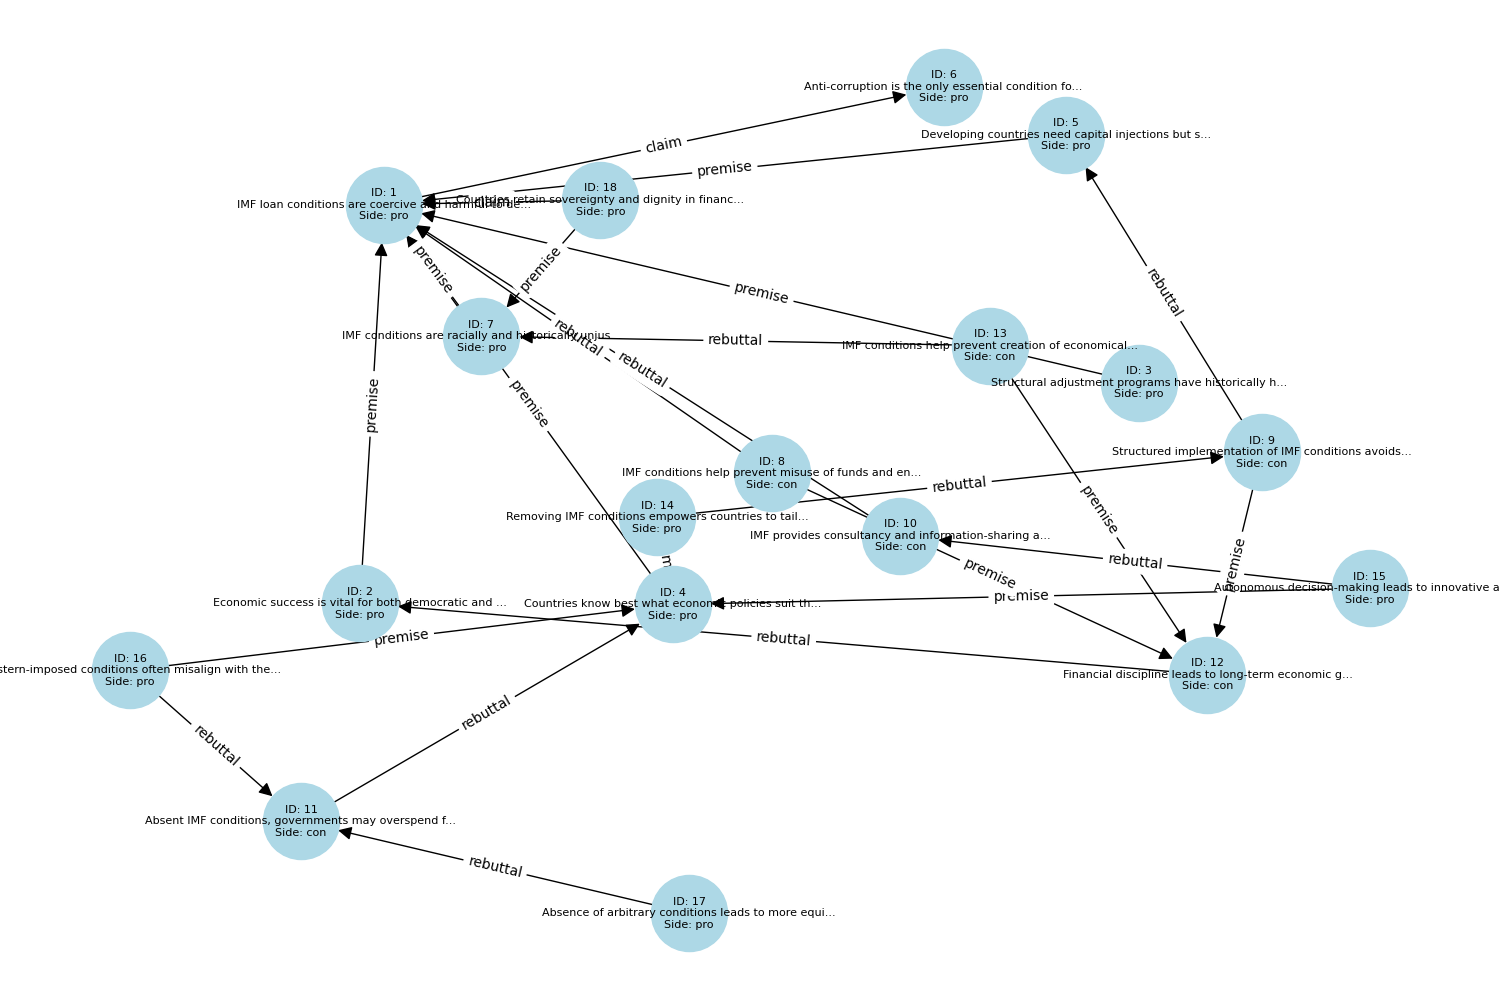 ID: 6
Anti-corruption is the only essential condition fo...
Side: pro
ID: 5
Developing countries need capital injections but s...
Side: pro
claim
premise
ID: 1
IMF loan conditions are coercive and harmful to de...
Side: pro
ID: 18
Countries retain sovereignty and dignity in financ...
Side: pro
premise
premise
premise
rebuttal
ID: 7
IMF conditions are racially and historically unjus...
Side: pro
rebuttal
rebuttal
rebuttal
ID: 13
IMF conditions help prevent creation of economical...
Side: con
ID: 3
Structural adjustment programs have historically h...
Side: pro
premise
premise
ID: 9
Structured implementation of IMF conditions avoids...
Side: con
ID: 8
IMF conditions help prevent misuse of funds and en...
Side: con
rebuttal
premise
ID: 14
Removing IMF conditions empowers countries to tail...
Side: pro
ID: 10
IMF provides consultancy and information-sharing a...
Side: con
rebuttal
premise
premise
ID: 15
Autonomous decision-making leads to innovative a
Side: pro
premise
ID: 2
Economic success is vital for both democratic and ...
Side: pro
ID: 4
Countries know best what economic policies suit th...
Side: pro
premise
rebuttal
ID: 16
stern-imposed conditions often misalign with the...
Side: pro
ID: 12
Financial discipline leads to long-term economic g...
Side: con
rebuttal
rebuttal
ID: 11
Absent IMF conditions, governments may overspend f...
Side: con
rebuttal
ID: 17
Absence of arbitrary conditions leads to more equi...
Side: pro